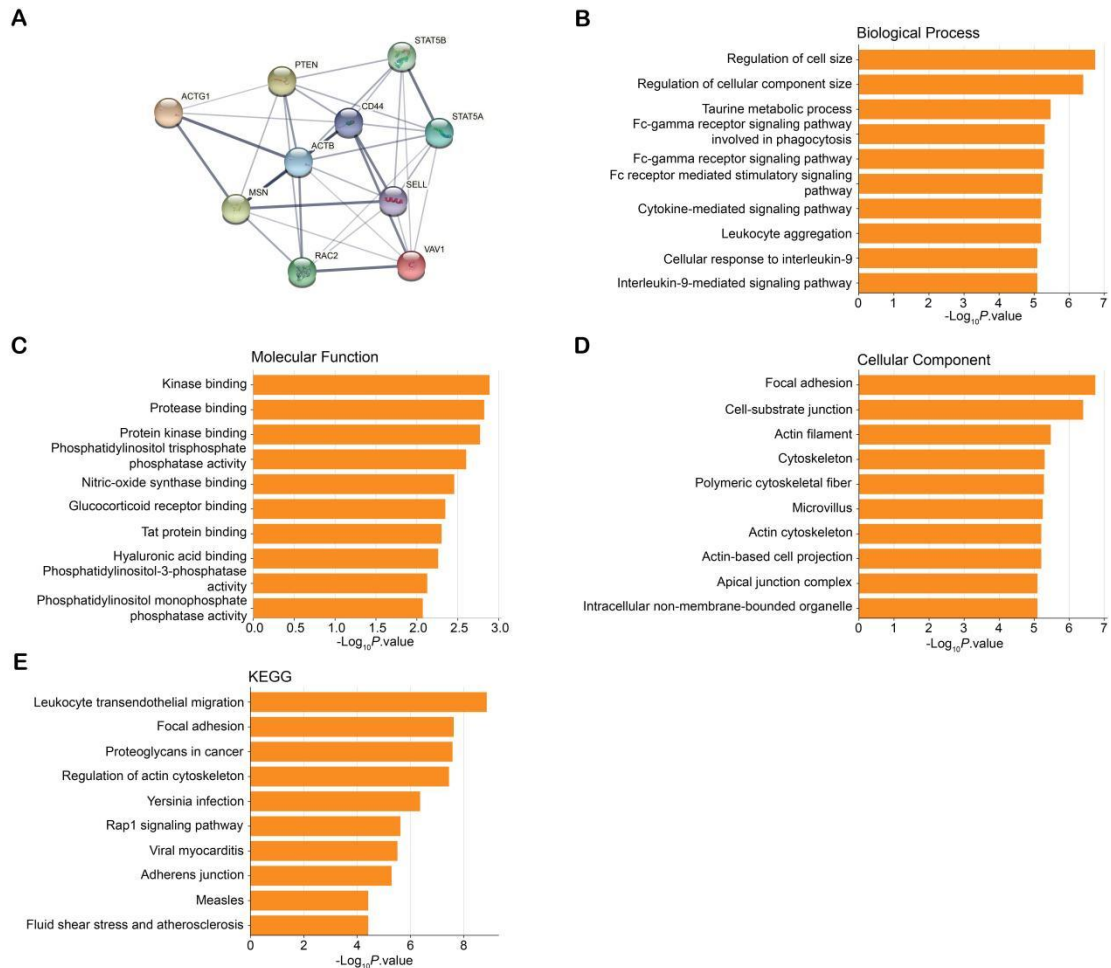 A
STAT5B
PTEN
ACTG1
CD44
STAT5A
ACTB
MSN
SELL
RAC2
VAV1
B
Biological Process
Regulation of cell size
Regulation of cellular component size
Taurine metabolic process
Fc-gamma receptor signaling pathway
involved in phagocytosis
Fc-gamma receptor signaling pathway
Fc receptor mediated stimulatory signaling
pathway
Cytokine-mediated signaling pathway
Leukocyte aggregation
Cellular response to interleukin-9
Interleukin-9-mediated signaling pathway
0 1 2 3 4 5 6 7
-Log10P.value
C
Molecular Function
Kinase binding
Protease binding
Protein kinase binding
Phosphatidylinositol trisphosphate
phosphatase activity
Nitric-oxide synthase binding
Glucocorticoid receptor binding
Tat protein binding
Hyaluronic acid binding
Phosphatidylinositol-3-phosphatase
activity
Phosphatidylinositol monophosphate
phosphatase activity
0.0 0.5 1.0 1.5 2.0 2.5 3.0
-Log10P.value
D
Cellular Component
Focal adhesion
Cell-substrate junction
Actin filament
Cytoskeleton
Polymeric cytoskeletal fiber
Microvillus
Actin cytoskeleton
Actin-based cell projection
Apical junction complex
Intracellular non-membrane-bounded organelle
0 1 2 3 4 5 6 7
-Log10P.value
E
KEGG
Leukocyte transendothelial migration
Focal adhesion
Proteoglycans in cancer
Regulation of actin cytoskeleton
Yersinia infection
Rap1 signaling pathway
Viral myocarditis
Adherens junction
Measles
Fluid shear stress and atherosclerosis
0 2 4 6 8
-Log10P.value